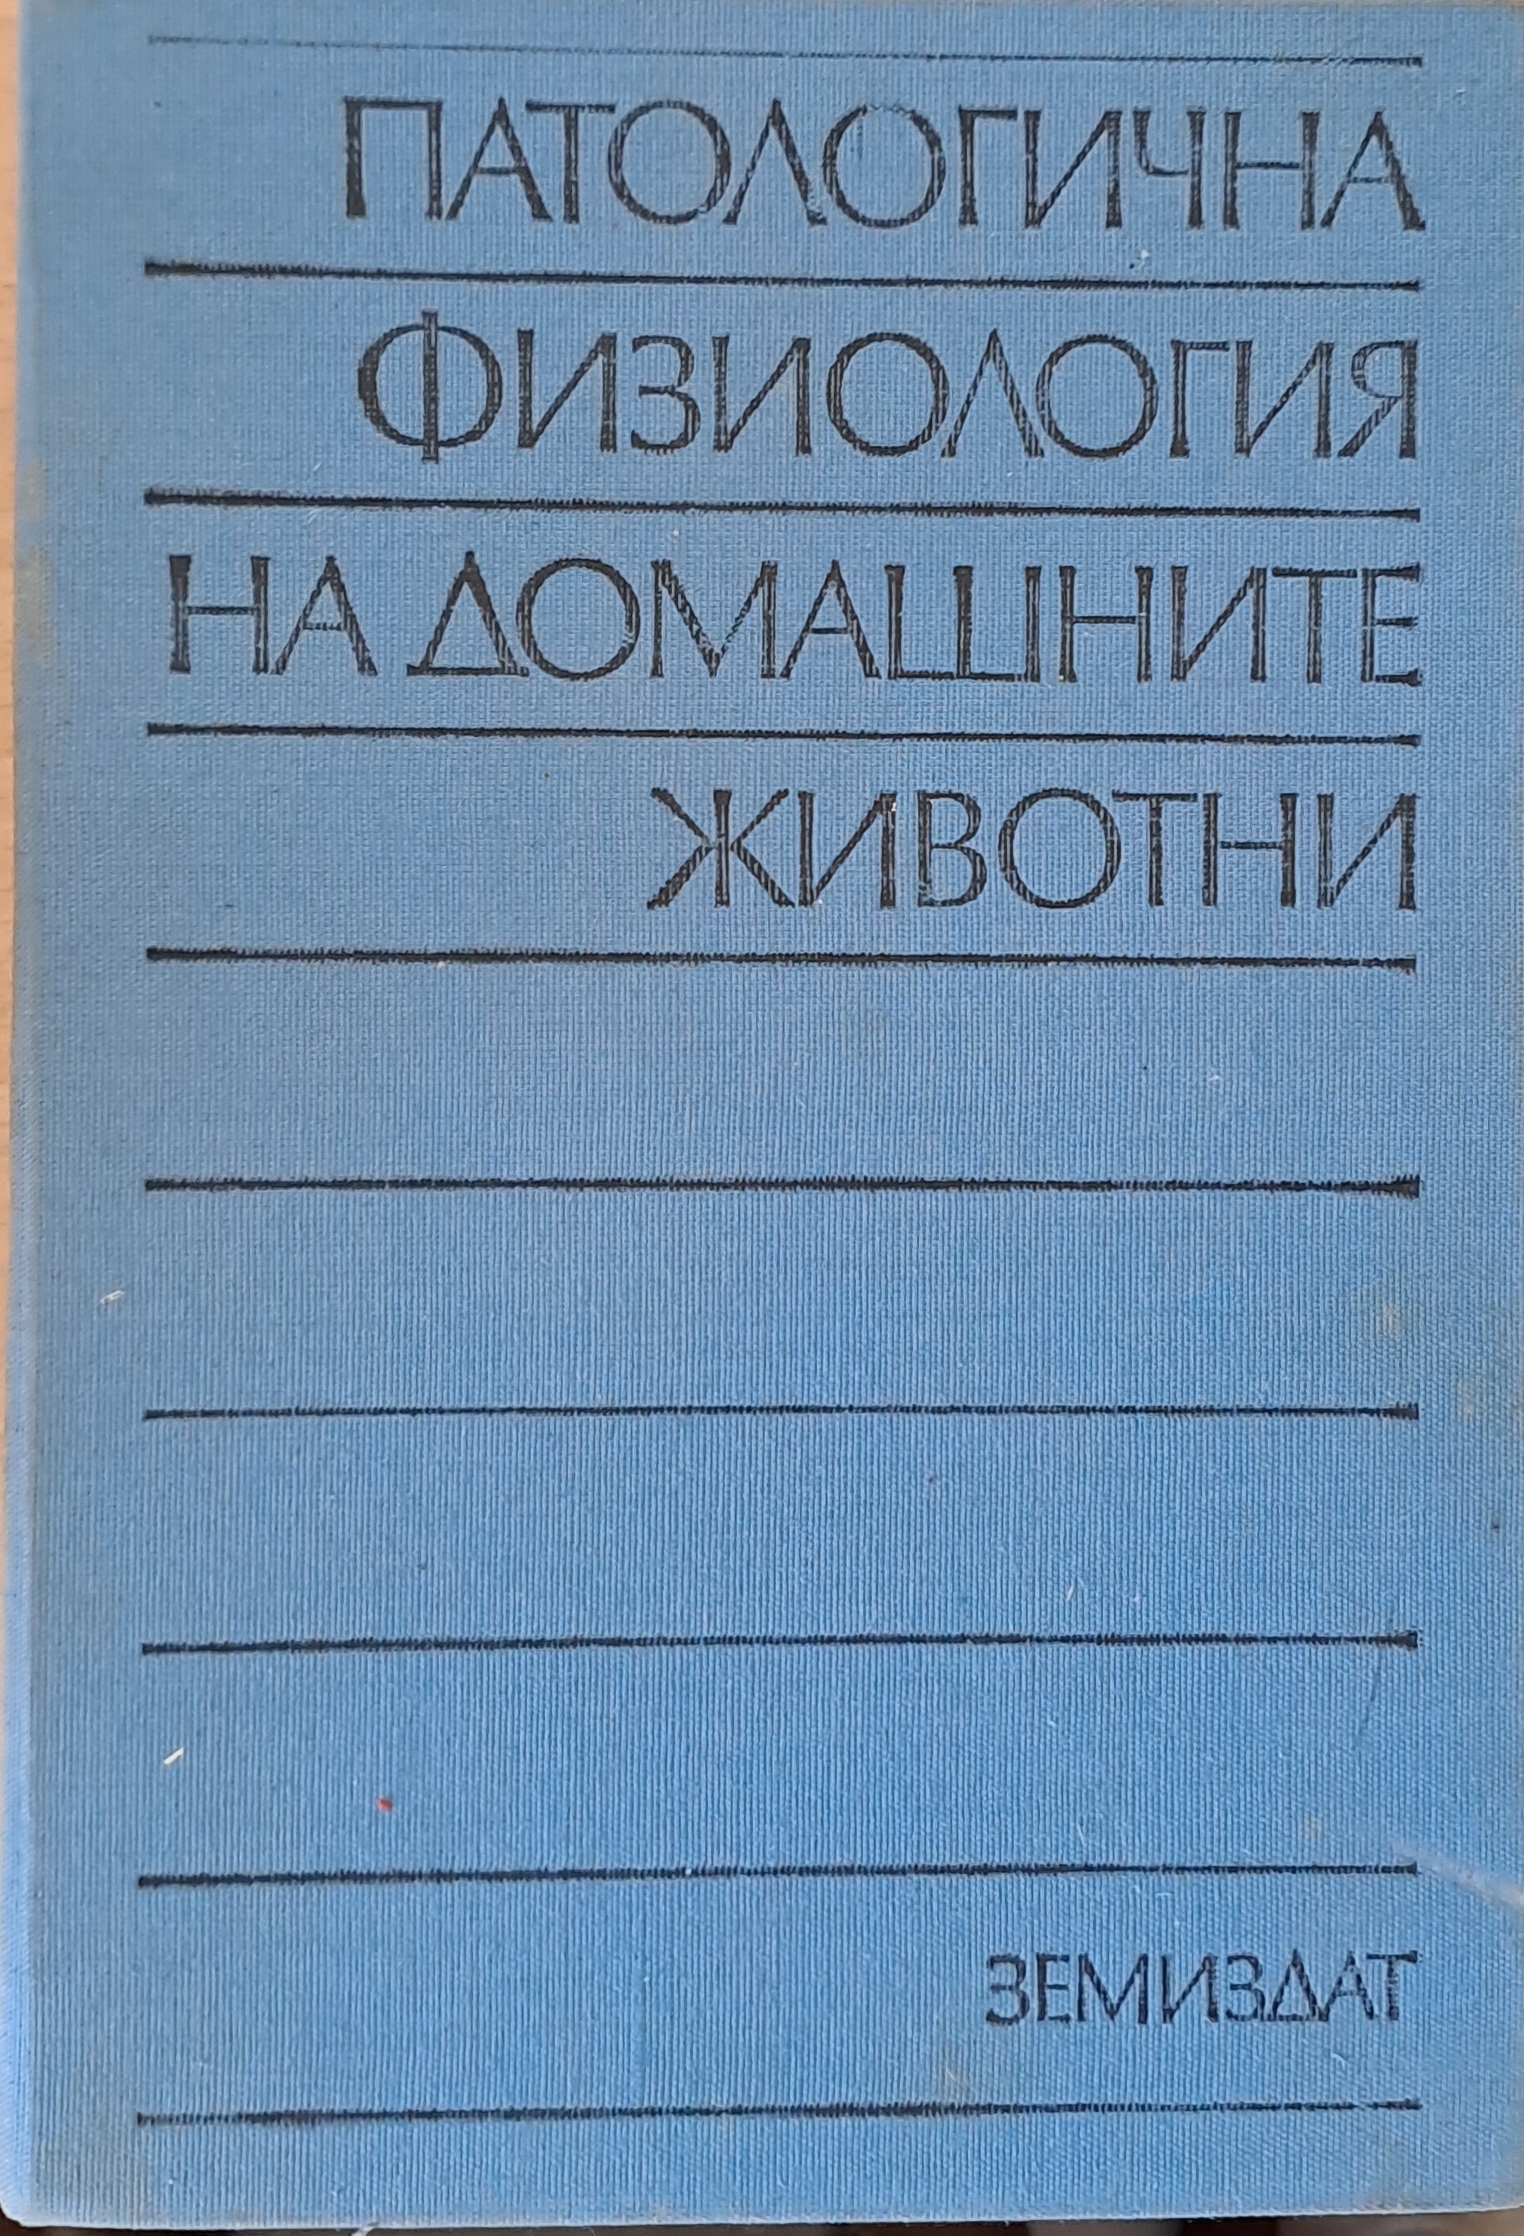 ПАТОЛОГИЧНА
ФИЗИОЛОГИЯ
НА ДОМАШНИТЕ
ЖИВОТНИ
ЗЕМИЗДАТ